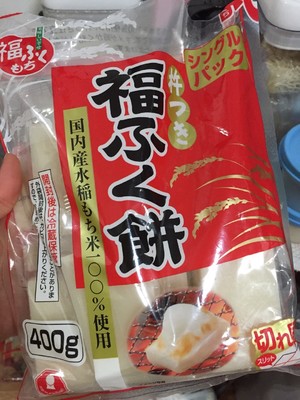 福ふく
もち
シングル
パック
杵つき
福ふく餅
国内産水稲もち米一〇〇%使用
開封後は冷蔵保存
400g
切れ
スリット